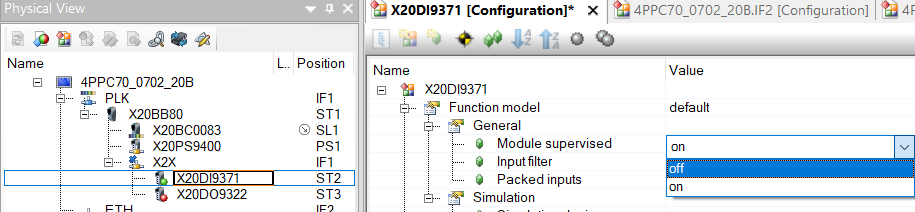 Physical View
Name L.. Position
4PPC70_0702_20B
PLK IF1
X20BB80 ST1
X20BC0083 SL1
X20PS9400 PS1
X2X IF1
X20DI9371 ST2
X20DO9322 ST3
ETH IF2
X20DI9371 [Configuration]* 4PPC70_0702_20B.IF2 [Configuration] 4P
Name Value
X20DI9371
Function model default
General
Module supervised on
Input filter off
Packed inputs on
Simulation